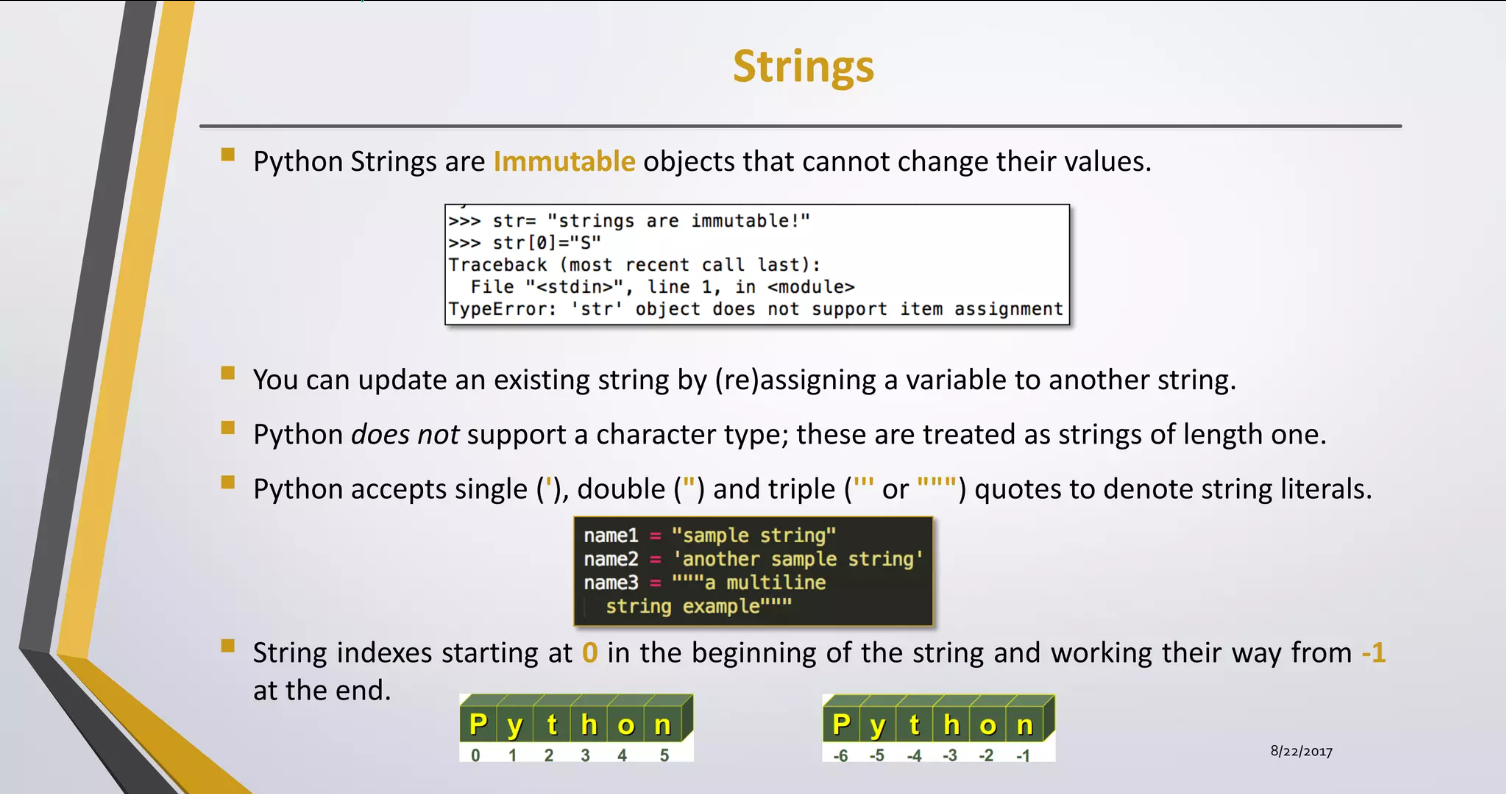 Strings
Python Strings are Immutable objects that cannot change their values.
>>> str= "strings are immutable!"
>>> str[0]="S"
Traceback (most recent call last):
  File "<stdin>", line 1, in <module>
TypeError: 'str' object does not support item assignment
You can update an existing string by (re)assigning a variable to another string.
Python does not support a character type; these are treated as strings of length one.
Python accepts single ('), double (") and triple (''' or """) quotes to denote string literals.
name1 = "sample string"
name2 = 'another sample string'
name3 = """a multiline
  string example"""
String indexes starting at 0 in the beginning of the string and working their way from -1
at the end.
P y t h o n
0 1 2 3 4 5
P y t h o n
-6 -5 -4 -3 -2 -1
8/22/2017